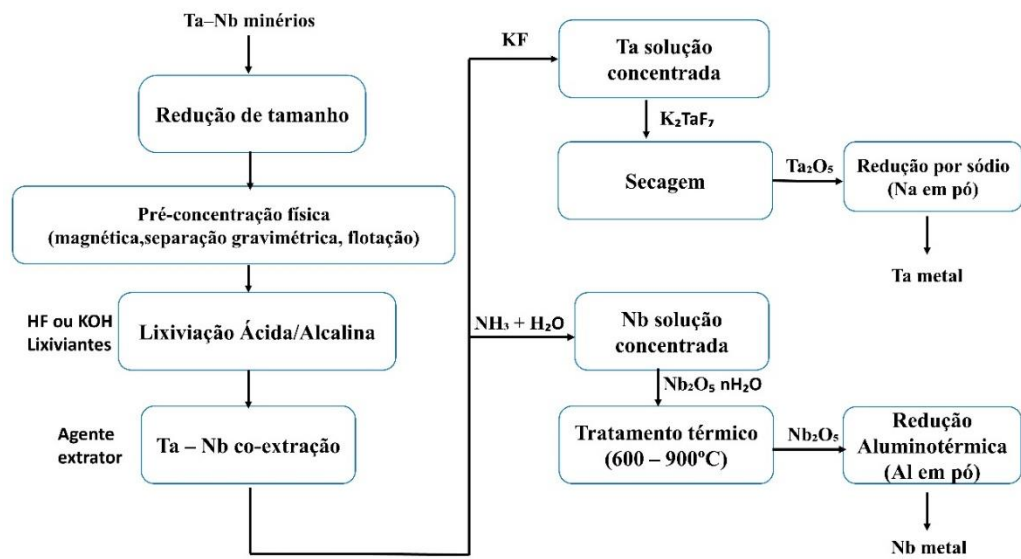 Ta–Nb minérios
Redução de tamanho
Pré-concentração física
(magnética,separação gravimétrica, flotação)
HF ou KOH
Lixiviantes
Lixiviação Ácida/Alcalina
Agente
extrator
Ta – Nb co-extração
KF
Ta solução
concentrada
K₂TaF₇
Secagem
Ta₂O₅
Redução por sódio
(Na em pó)
Ta metal
NH₃ + H₂O
Nb solução
concentrada
Nb₂O₅ nH₂O
Tratamento térmico
(600 – 900ºC)
Nb₂O₅
Redução
Aluminotérmica
(Al em pó)
Nb metal